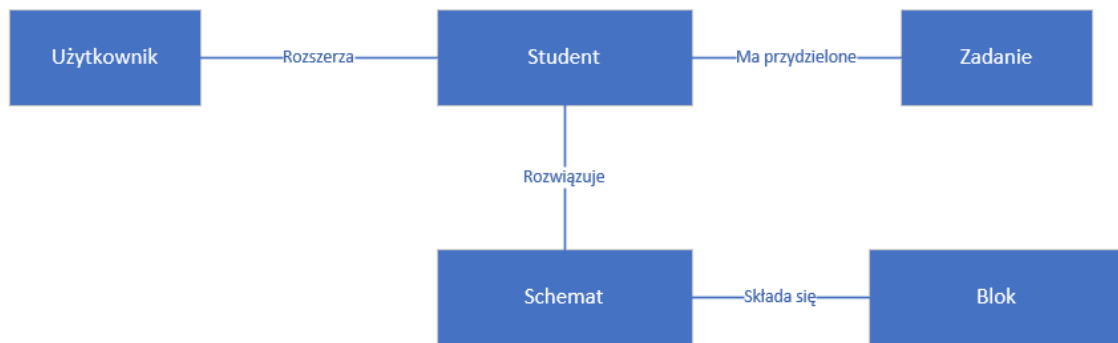 Użytkownik
Rozszerza
Student
Ma przydzielone
Zadanie
Rozwiązuje
Schemat
Składa się
Blok